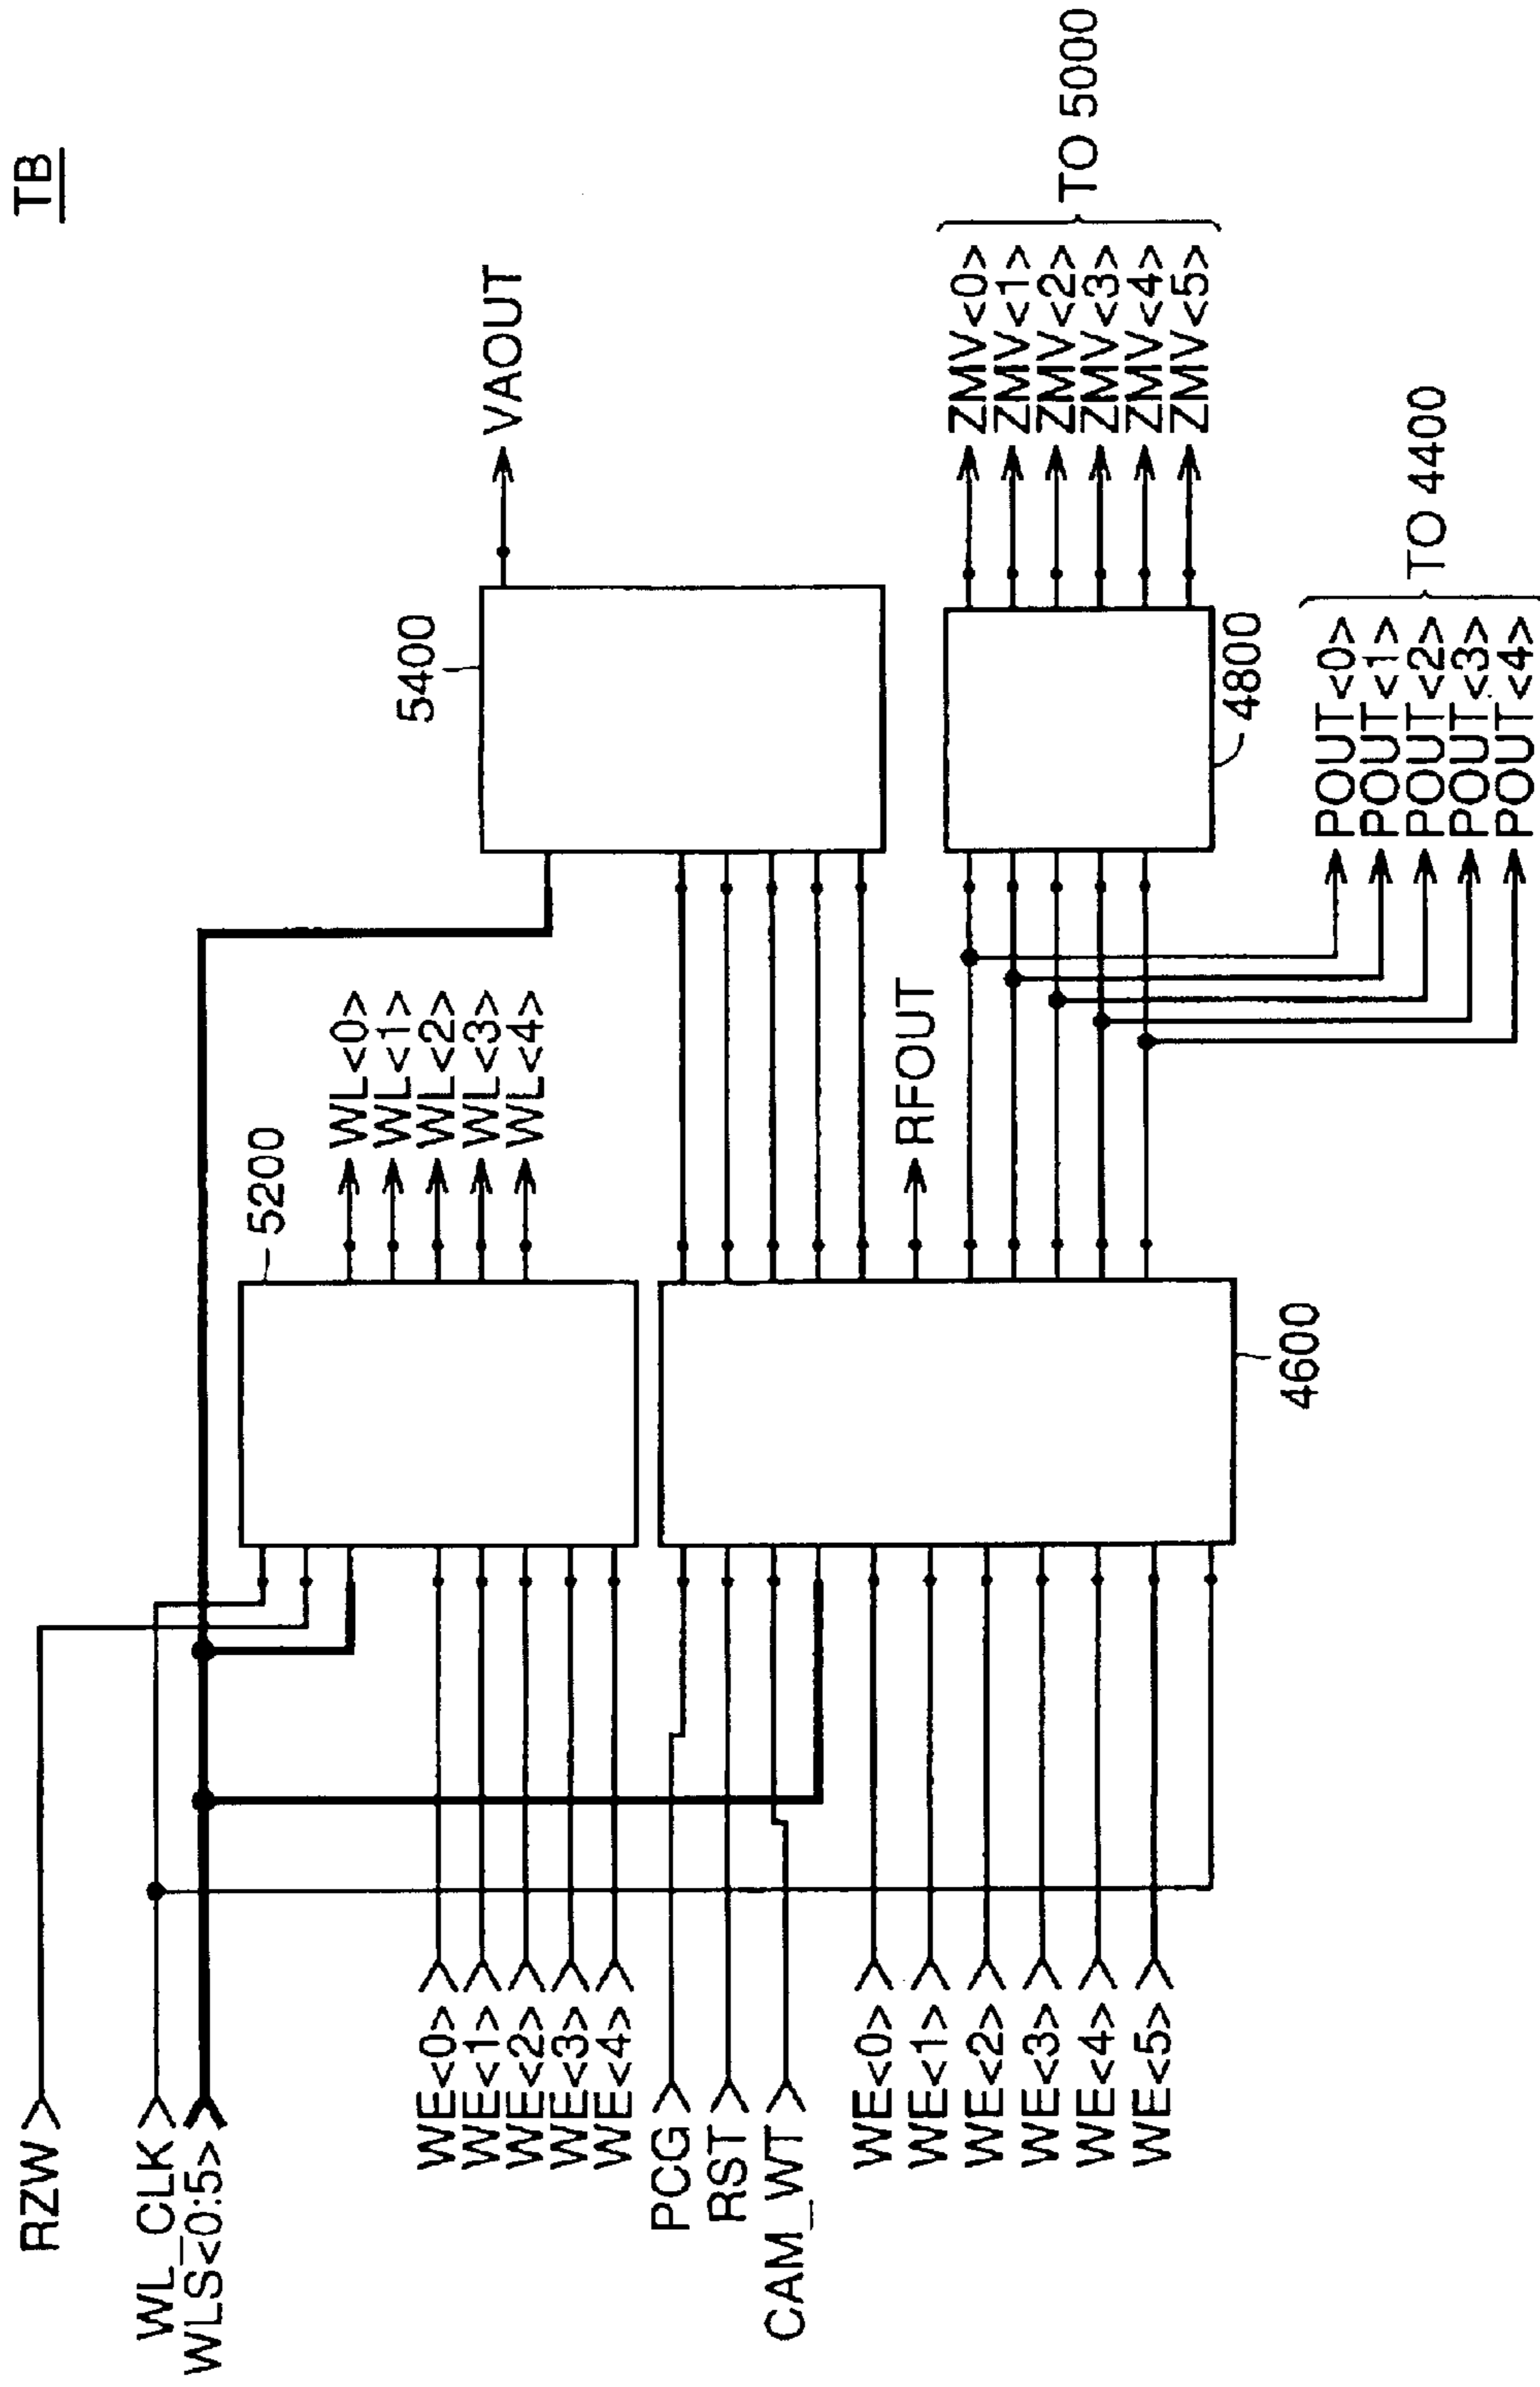 TB
RZW
WL_CLK
WLS<0:5>
5200
WL<0>
WL<1>
WL<2>
WL<3>
WL<4>
5400
VAOUT
WE<0>
WE<1>
WE<2>
WE<3>
WE<4>
PCG
RST
CAM_WT
WE<0>
WE<1>
WE<2>
WE<3>
WE<4>
WE<5>
4600
RFOUT
4800
ZMV<0>
ZMV<1>
ZMV<2>
ZMV<3>
ZMV<4>
ZMV<5>
TO 5000
POUT<0>
POUT<1>
POUT<2>
POUT<3>
POUT<4>
TO 4400